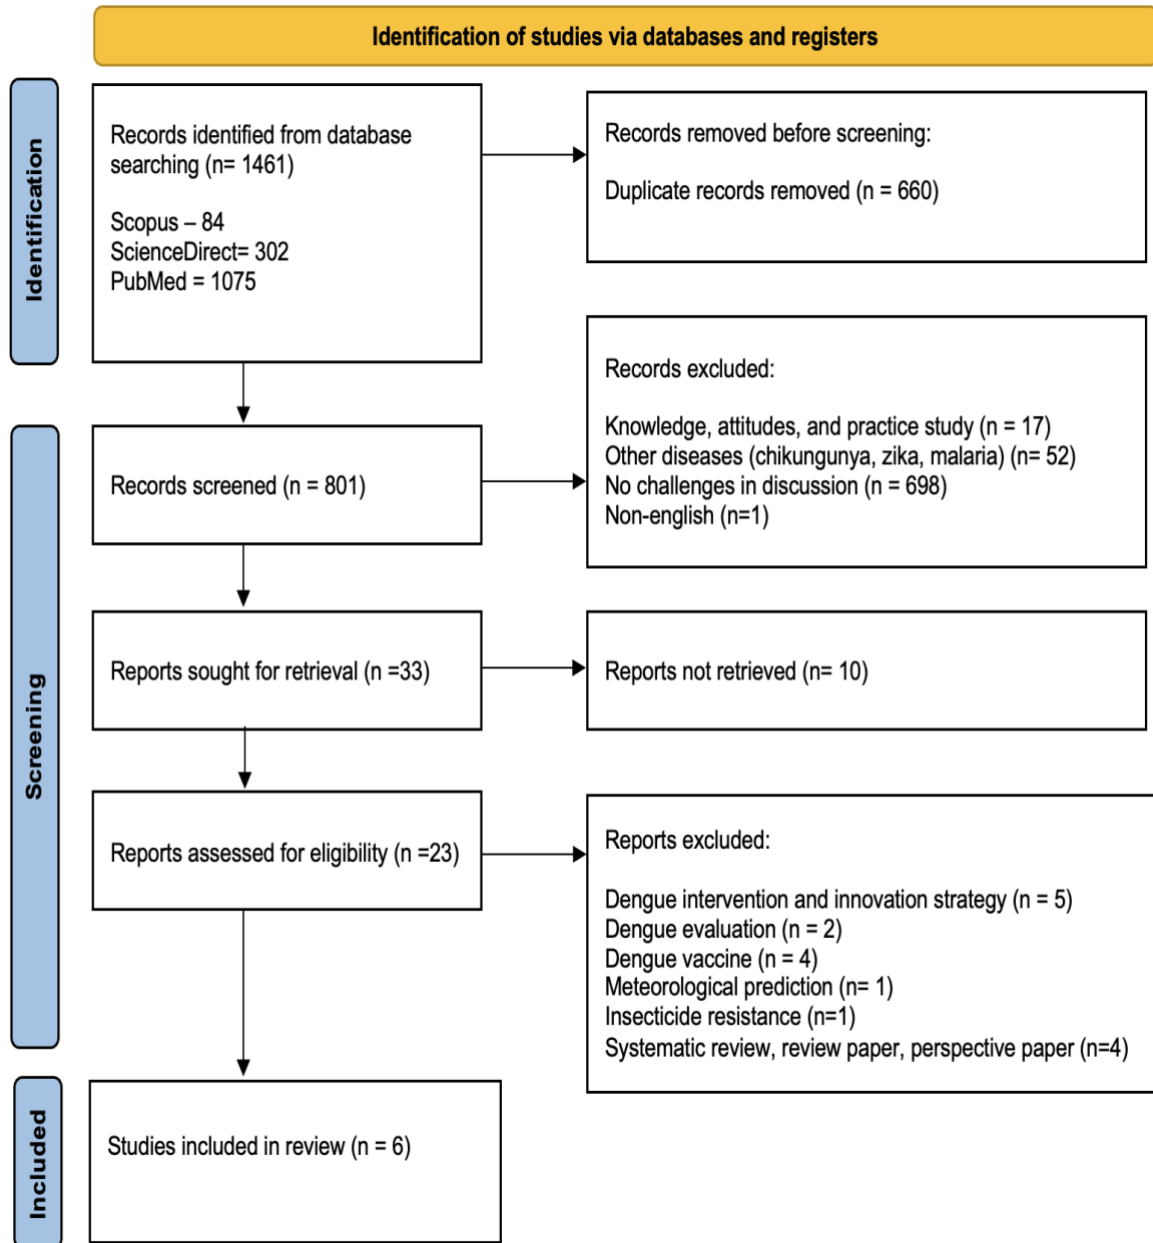 Identification of studies via databases and registers
Identification
Records identified from database
searching (n= 1461)
Scopus – 84
ScienceDirect= 302
PubMed = 1075
Records removed before screening:
Duplicate records removed (n = 660)
Screening
Records screened (n = 801)
Records excluded:
Knowledge, attitudes, and practice study (n = 17)
Other diseases (chikungunya, zika, malaria) (n= 52)
No challenges in discussion (n = 698)
Non-english (n=1)
Reports sought for retrieval (n =33)
Reports not retrieved (n= 10)
Reports assessed for eligibility (n =23)
Reports excluded:
Dengue intervention and innovation strategy (n = 5)
Dengue evaluation (n = 2)
Dengue vaccine (n = 4)
Meteorological prediction (n= 1)
Insecticide resistance (n=1)
Systematic review, review paper, perspective paper (n=4)
Included
Studies included in review (n = 6)